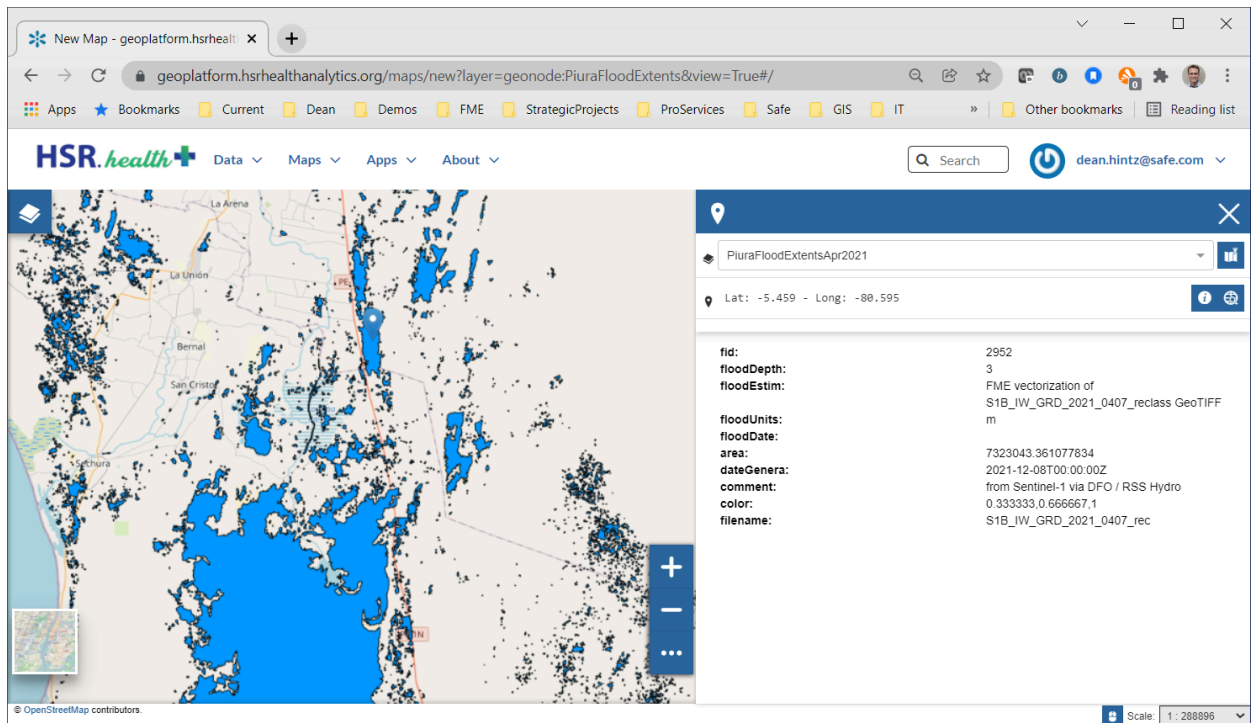 New Map - geoplatform.hsrhealt
geoplatform.hsrhealthanalytics.org/maps/new?layer=geonode:PiuraFloodExtents&view=True#/
0
Apps Bookmarks Current Dean Demos FME StrategicProjects ProServices Safe GIS IT » Other bookmarks Reading list
HSR.health Data Maps Apps About Search dean.hintz@safe.com
La Arena
PE
La Unión
Bernal
San Cristo
Sechura
PiuraFloodExtentsApr2021
Lat: -5.459 - Long: -80.595
fid: 2952
floodDepth: 3
floodEstim: FME vectorization of
S1B_IW_GRD_2021_0407_reclass GeoTIFF
floodUnits: m
floodDate:
area: 7323043.361077834
dateGenera: 2021-12-08T00:00:00Z
comment: from Sentinel-1 via DFO / RSS Hydro
color: 0.333333,0.666667,1
filename: S1B_IW_GRD_2021_0407_rec
© OpenStreetMap contributors.
Scale: 1 : 288896